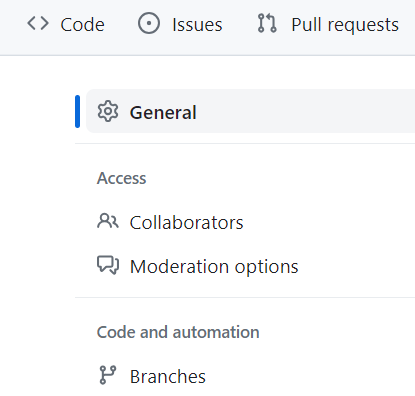 Code Issues Pull requests
General
Access
Collaborators
Moderation options
Code and automation
Branches